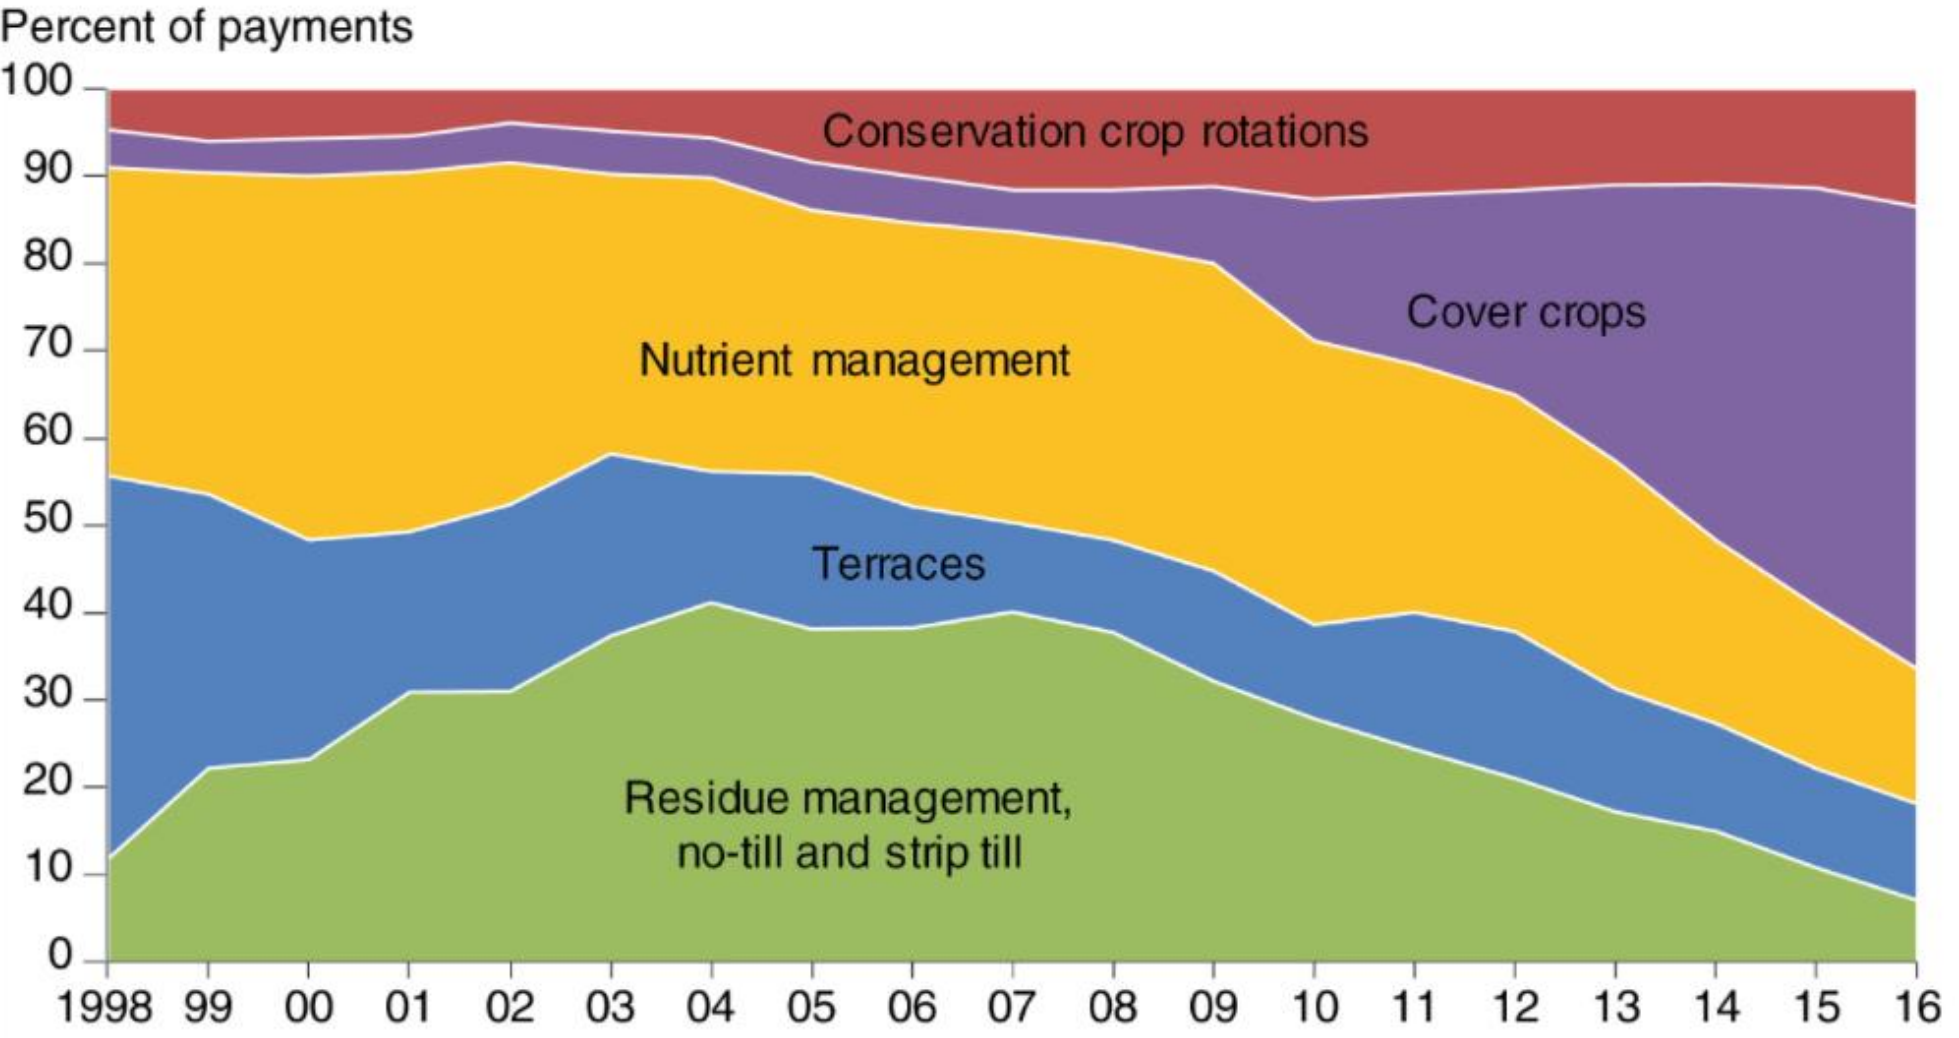 Percent of payments
100
90
80
70
60
50
40
30
20
10
0
Conservation crop rotations
Cover crops
Nutrient management
Terraces
Residue management,
no-till and strip till
1998 99 00 01 02 03 04 05 06 07 08 09 10 11 12 13 14 15 16